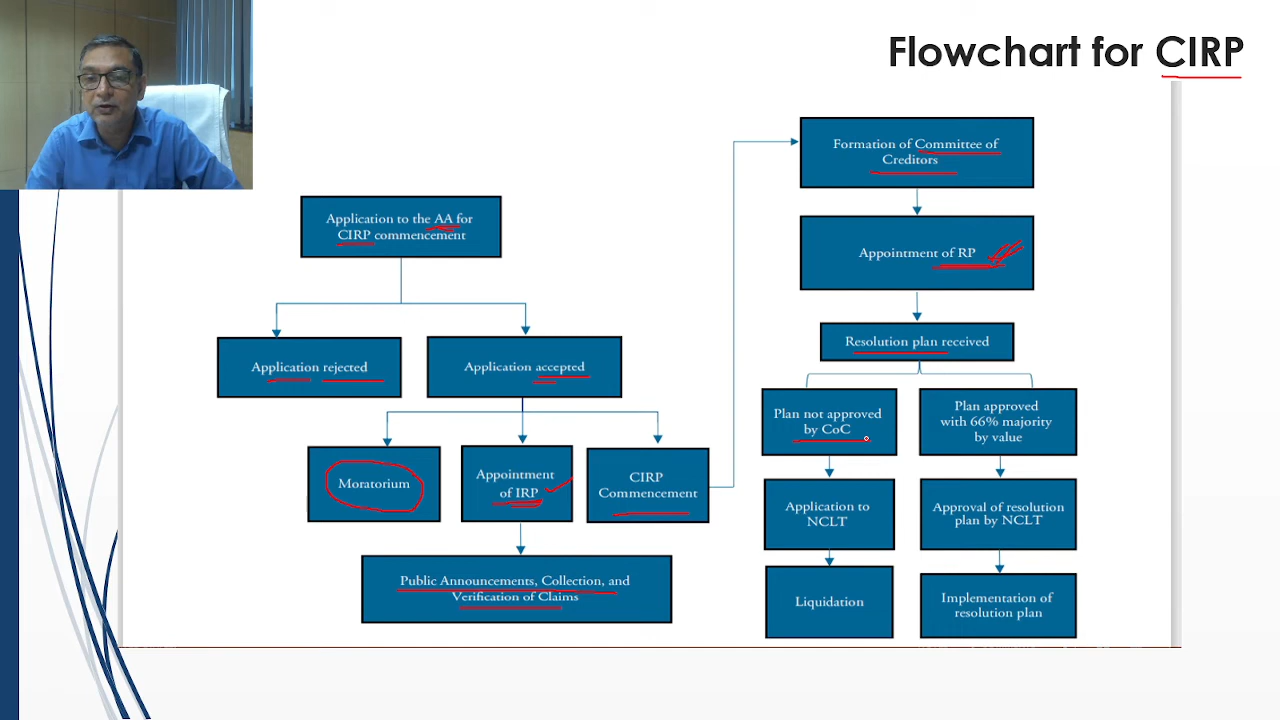 Flowchart for CIRP
Application to the AA for
CIRP commencement
Application rejected
Application accepted
Moratorium
Appointment
of IRP
CIRP
Commencement
Public Announcements, Collection, and
Verification of Claims
Formation of Committee of
Creditors
Appointment of RP
Resolution plan received
Plan not approved
by CoC
Plan approved
with 66% majority
by value
Application to
NCLT
Approval of resolution
plan by NCLT
Liquidation
Implementation of
resolution plan